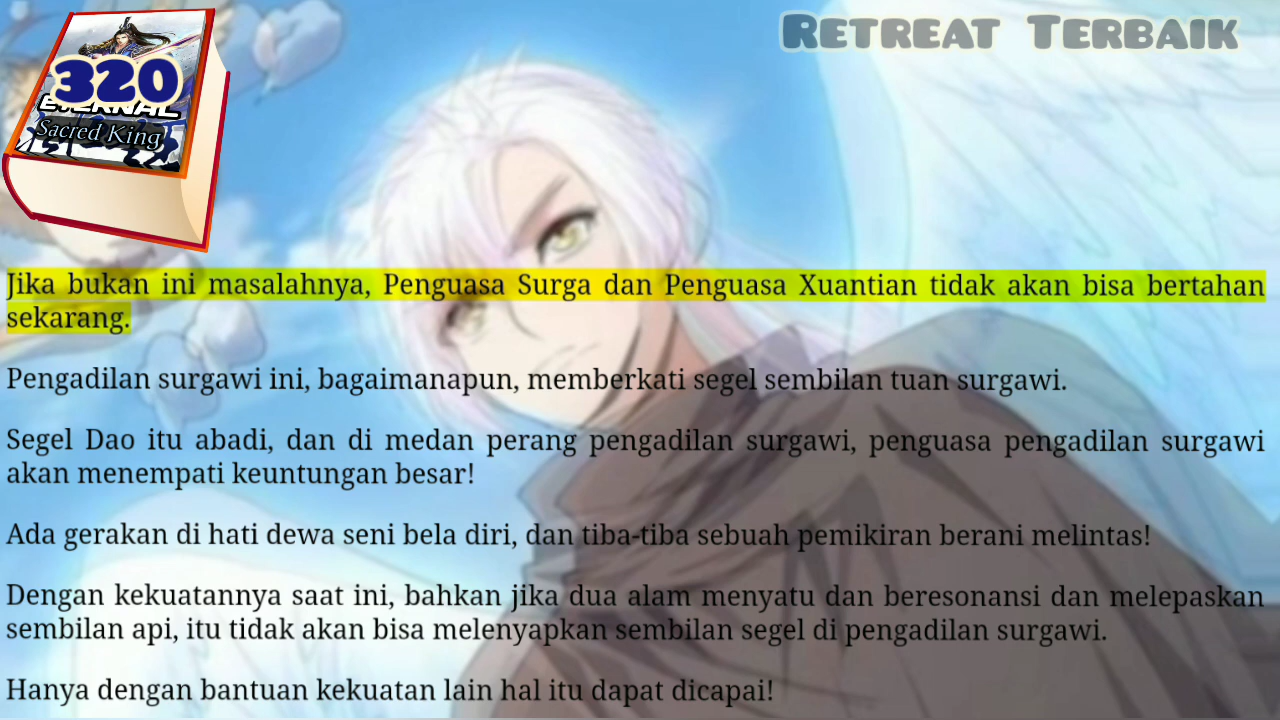 Retreat Terbaik
320
ETERNAL
Sacred King
Jika bukan ini masalahnya, Penguasa Surga dan Penguasa Xuantian tidak akan bisa bertahan
sekarang.
Pengadilan surgawi ini, bagaimanapun, memberkati segel sembilan tuan surgawi.
Segel Dao itu abadi, dan di medan perang pengadilan surgawi, penguasa pengadilan surgawi
akan menempati keuntungan besar!
Ada gerakan di hati dewa seni bela diri, dan tiba-tiba sebuah pemikiran berani melintas!
Dengan kekuatannya saat ini, bahkan jika dua alam menyatu dan beresonansi dan melepaskan
sembilan api, itu tidak akan bisa melenyapkan sembilan segel di pengadilan surgawi.
Hanya dengan bantuan kekuatan lain hal itu dapat dicapai!